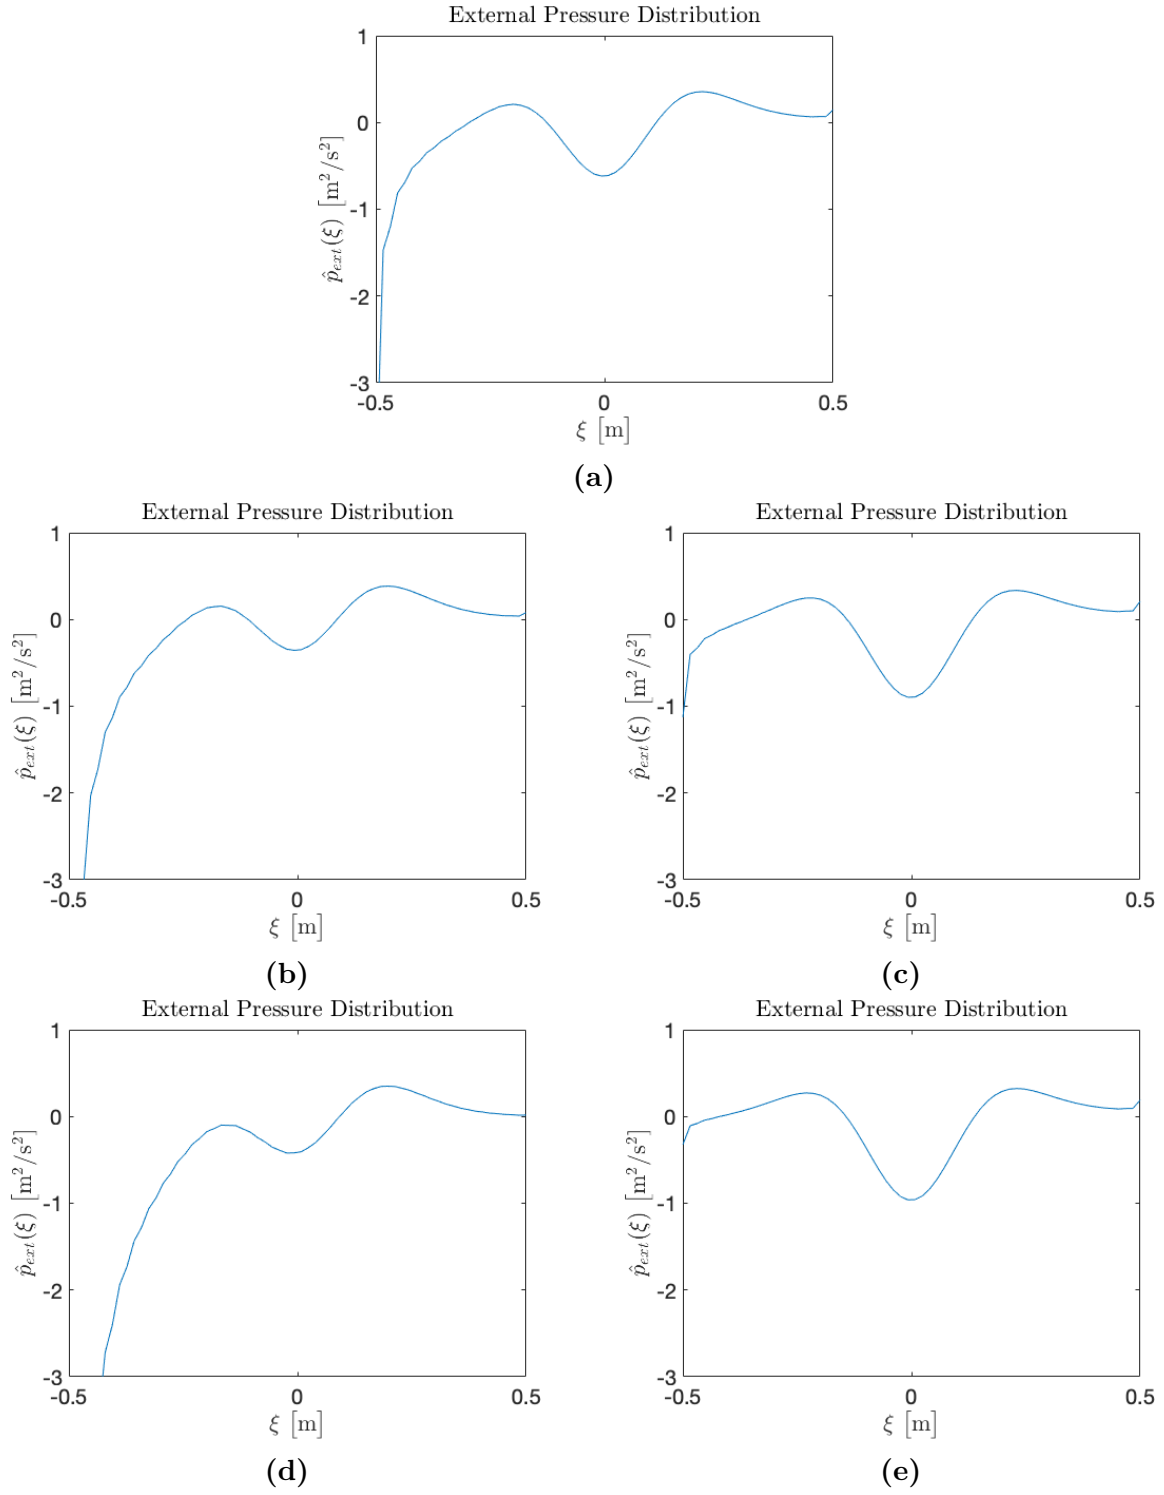 External Pressure Distribution
1
0
-1
-2
-3
-0.5
0
0.5
p̂ext(ξ) [m²/s²]
ξ [m]
(a)
External Pressure Distribution
1
0
-1
-2
-3
-0.5
0
0.5
p̂ext(ξ) [m²/s²]
ξ [m]
(b)
External Pressure Distribution
1
0
-1
-2
-3
-0.5
0
0.5
p̂ext(ξ) [m²/s²]
ξ [m]
(c)
External Pressure Distribution
1
0
-1
-2
-3
-0.5
0
0.5
p̂ext(ξ) [m²/s²]
ξ [m]
(d)
External Pressure Distribution
1
0
-1
-2
-3
-0.5
0
0.5
p̂ext(ξ) [m²/s²]
ξ [m]
(e)